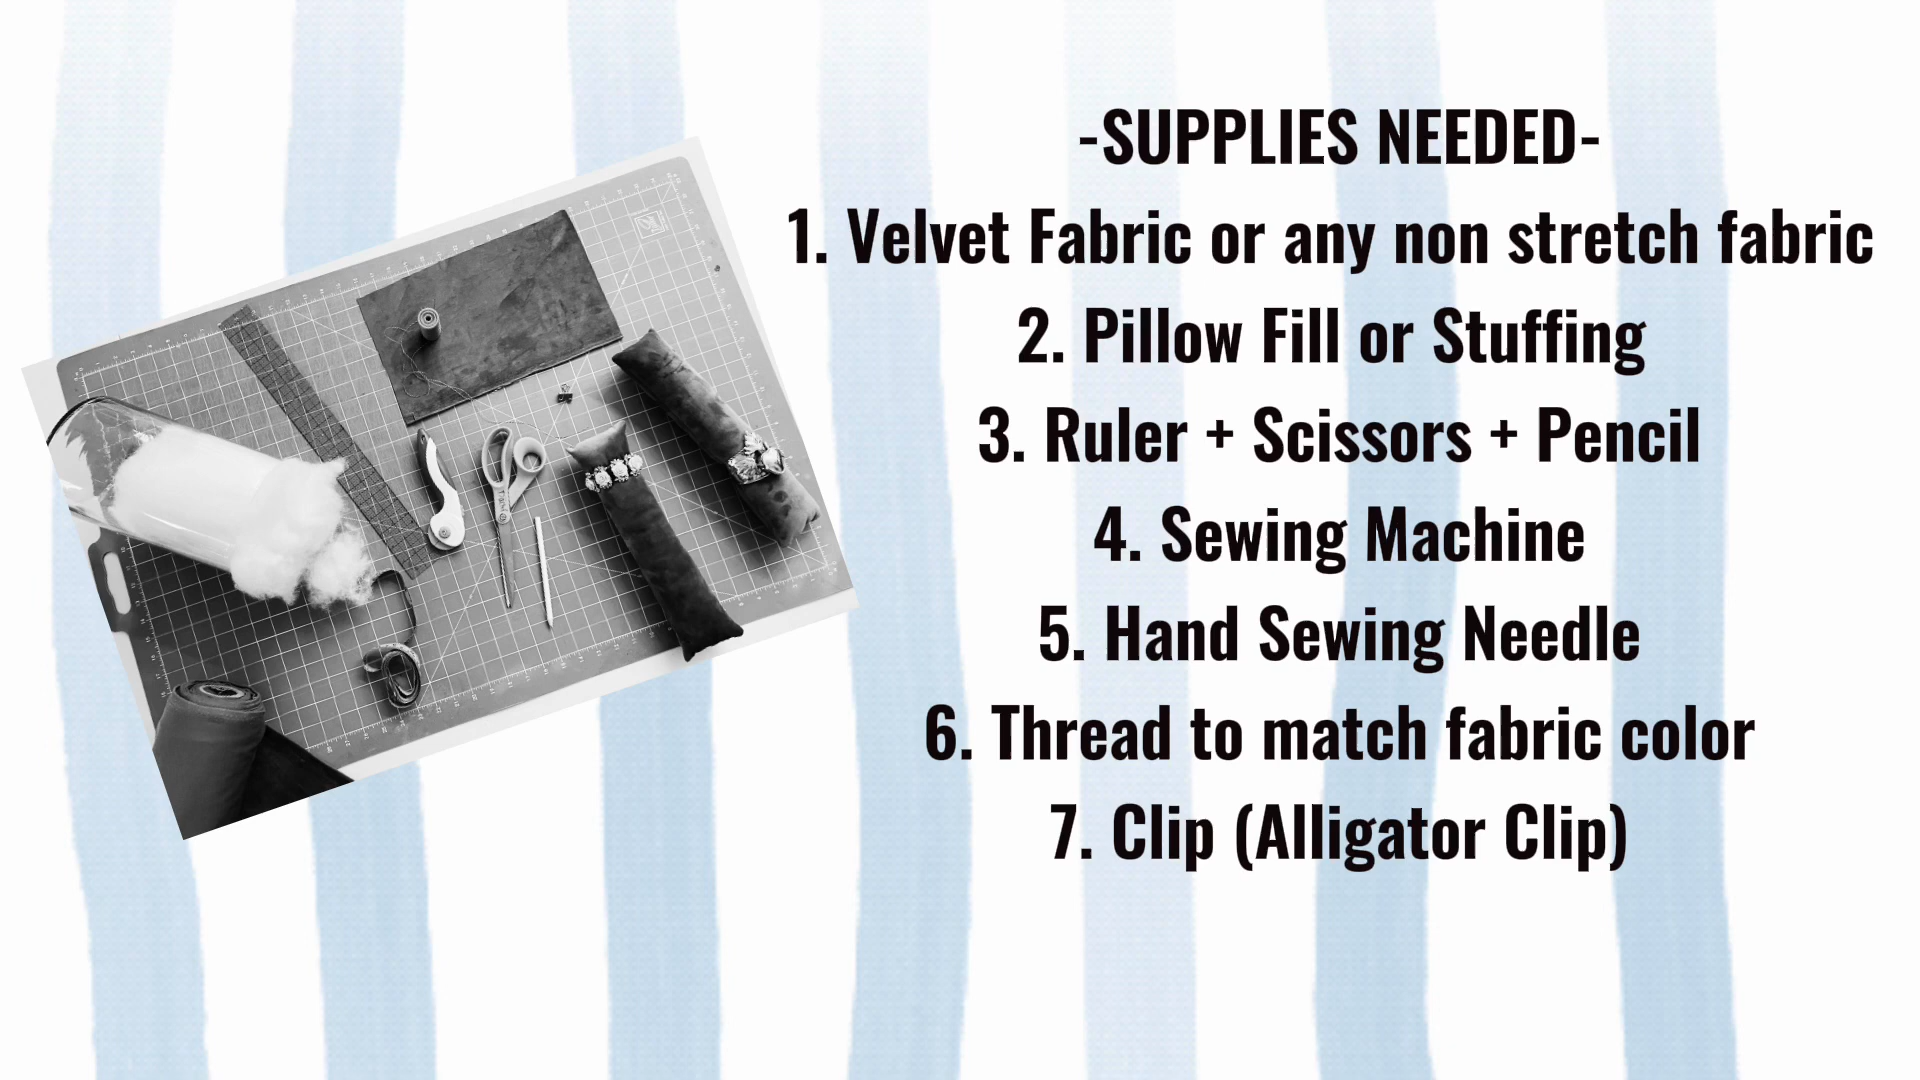 -SUPPLIES NEEDED-
1. Velvet Fabric or any non stretch fabric
2. Pillow Fill or Stuffing
3. Ruler + Scissors + Pencil
4. Sewing Machine
5. Hand Sewing Needle
6. Thread to match fabric color
7. Clip (Alligator Clip)